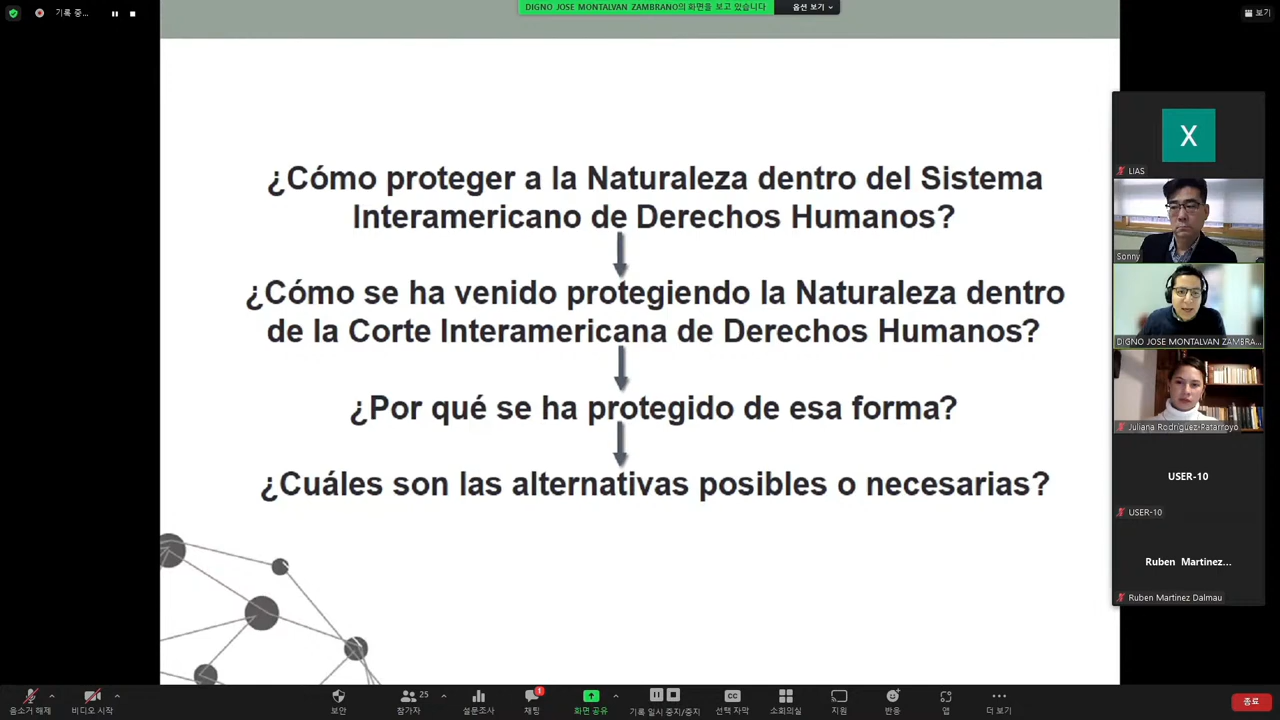 기록 중...
DIGNO JOSE MONTALVAN ZAMBRANO의 화면을 보고 있습니다
옵션 보기
보기
¿Cómo proteger a la Naturaleza dentro del Sistema
Interamericano de Derechos Humanos?
¿Cómo se ha venido protegiendo la Naturaleza dentro
de la Corte Interamericana de Derechos Humanos?
¿Por qué se ha protegido de esa forma?
¿Cuáles son las alternativas posibles o necesarias?
X
LIAS
Sonny
DIGNO JOSE MONTALVAN ZAMBRA...
Juliana Rodriguez-Patarroyo
USER-10
USER-10
Ruben Martinez...
Ruben Martinez Dalmau
음소거 해제
비디오 시작
보안
25
참가자
설문조사
1
채팅
화면 공유
기록 일시 중지/중지
CC
선택 자막
소회의실
지원
반응
앱
더 보기
종료